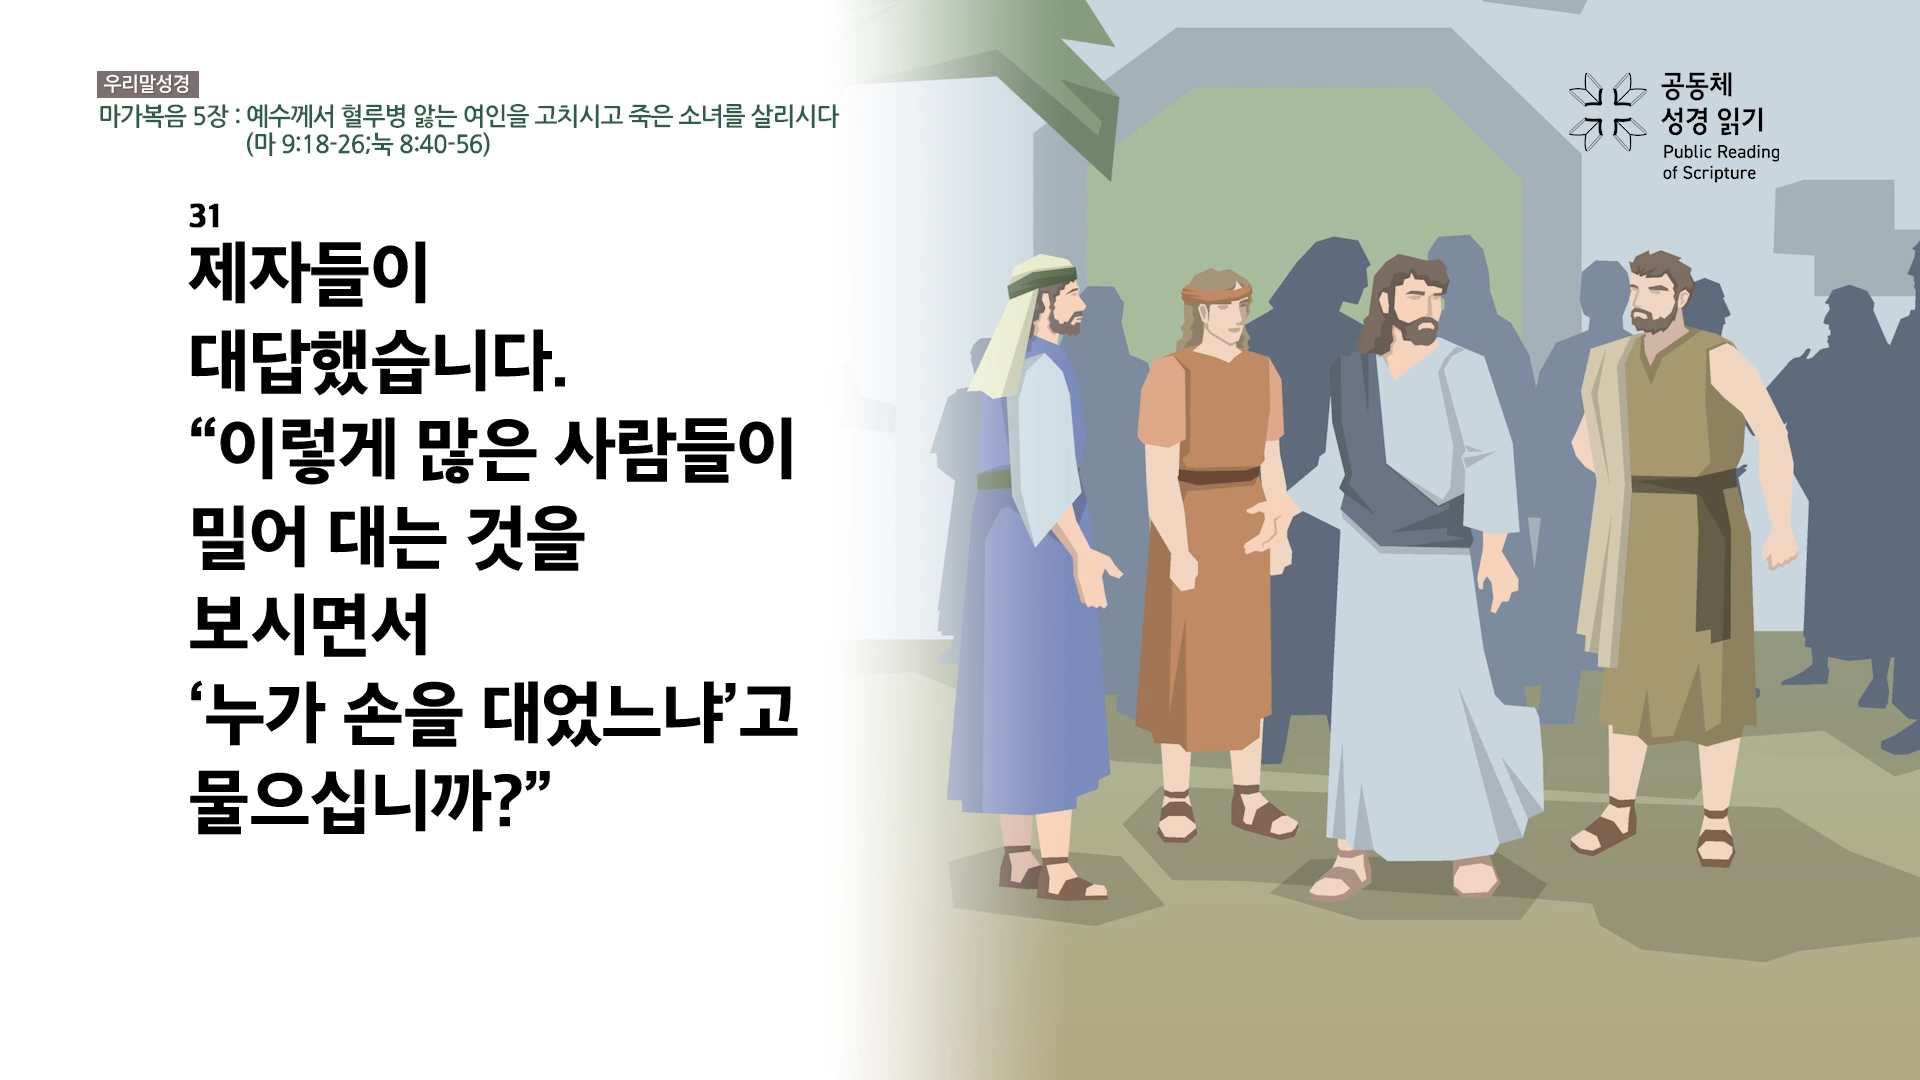 우리말성경
마가복음 5장 : 예수께서 혈루병 앓는 여인을 고치시고 죽은 소녀를 살리시다
(마 9:18-26;눅 8:40-56)
31
제자들이
대답했습니다.
“이렇게 많은 사람들이
밀어 대는 것을
보시면서
‘누가 손을 대었느냐’고
물으십니까?”
공동체
성경 읽기
Public Reading
of Scripture